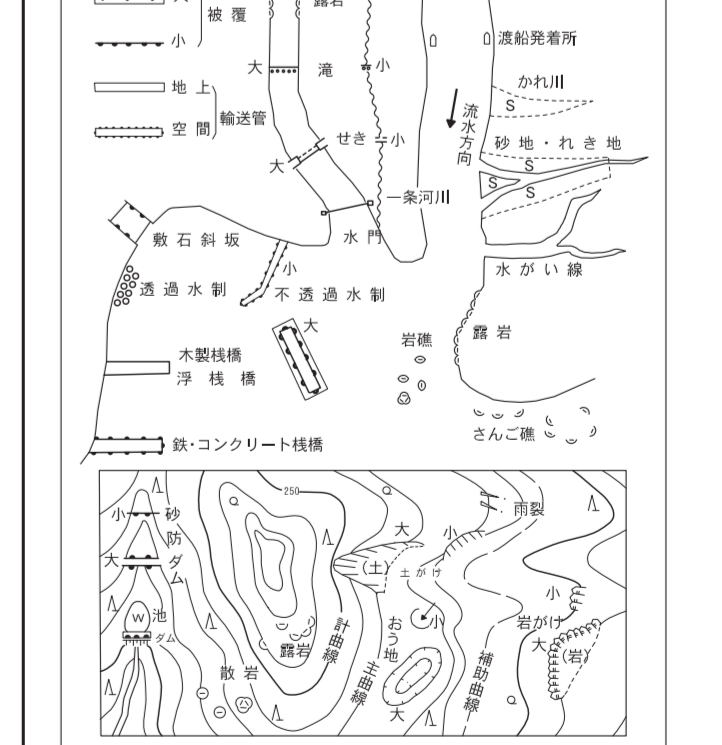 露岩
被覆
小
渡船発着所
大
滝
小
かれ川
S
地上
輸送管
空間
流水方向
せき
小
砂地・れき地
大
S
S
S
一条河川
敷石斜坂
水門
水がい線
小
透過水制
不透過水制
大
岩礁
露岩
木製桟橋
浮桟橋
さんご礁
鉄・コンクリート桟橋
250
小
砂防ダム
雨裂
大
小
大
(土)
土がけ
小
W
池
ダム
おう地
小
岩がけ
大
(岩)
計曲線
露岩
主曲線
補助曲線
散岩
大